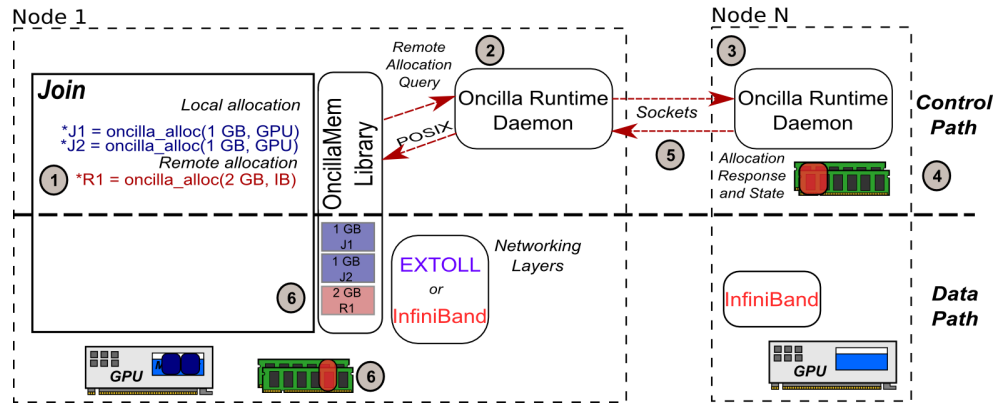 Node 1
Node N
Join
Local allocation
*J1 = oncilla_alloc(1 GB, GPU)
*J2 = oncilla_alloc(1 GB, GPU)
Remote allocation
*R1 = oncilla_alloc(2 GB, IB)
1
OncillaMem
Library
Remote
Allocation
Query
POSIX
2
Oncilla Runtime
Daemon
Sockets
5
3
Oncilla Runtime
Daemon
Allocation
Response
and State
4
Control
Path
1 GB
J1
1 GB
J2
2 GB
R1
6
EXTOLL
or
InfiniBand
Networking
Layers
InfiniBand
Data
Path
GPU
6
GPU